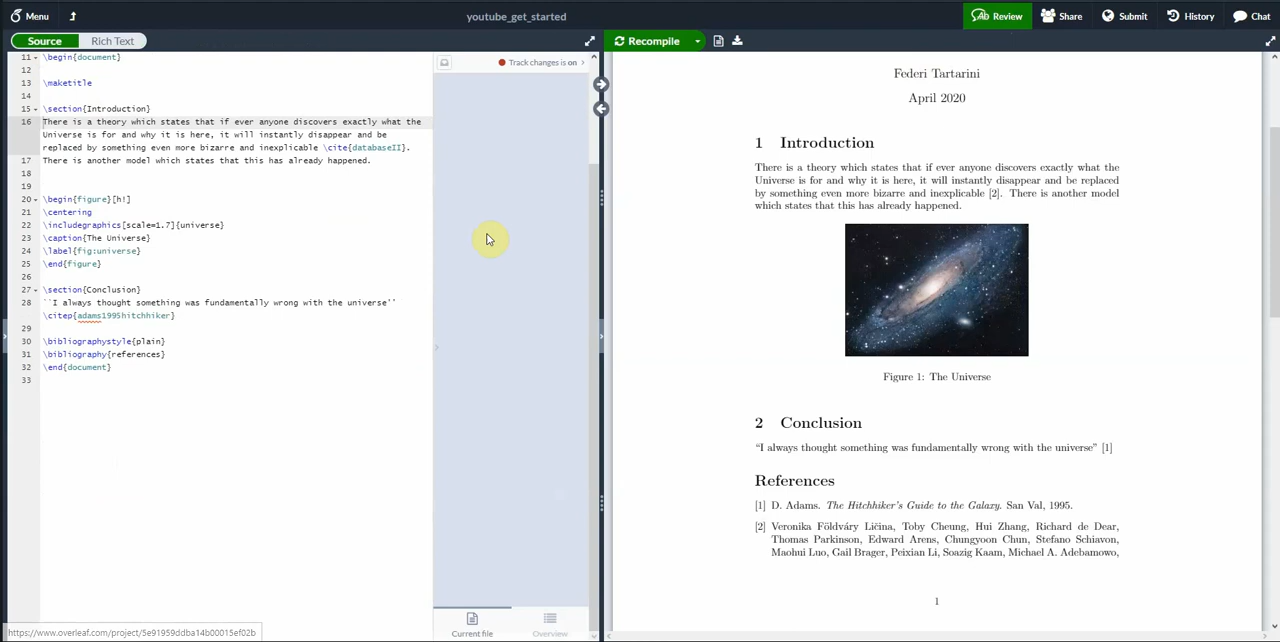 Menu
youtube_get_started
Review
Share
Submit
History
Chat
Source
Rich Text
Recompile
11 \begin{document}
Track changes is on
12
13 \maketitle
14
15 \section{Introduction}
16 There is a theory which states that if ever anyone discovers exactly what the
Universe is for and why it is here, it will instantly disappear and be
replaced by something even more bizarre and inexplicable \cite{databaseII}.
17 There is another model which states that this has already happened.
18
19
20 \begin{figure}[h!]
21 \centering
22 \includegraphics[scale=1.7]{universe}
23 \caption{The Universe}
24 \label{fig:universe}
25 \end{figure}
26
27 \section{Conclusion}
28 ``I always thought something was fundamentally wrong with the universe''
\citep{adams1995hitchhiker}
29
30 \bibliographystyle{plain}
31 \bibliography{references}
32 \end{document}
33
Current file
Overview
https://www.overleaf.com/project/5e91959ddba14b00015ef02b
Federi Tartarini
April 2020
1 Introduction
There is a theory which states that if ever anyone discovers exactly what the
Universe is for and why it is here, it will instantly disappear and be replaced
by something even more bizarre and inexplicable [2]. There is another model
which states that this has already happened.
Figure 1: The Universe
2 Conclusion
“I always thought something was fundamentally wrong with the universe” [1]
References
[1] D. Adams. The Hitchhiker's Guide to the Galaxy. San Val, 1995.
[2] Veronika Földváry Ličina, Toby Cheung, Hui Zhang, Richard de Dear,
Thomas Parkinson, Edward Arens, Chungyoon Chun, Stefano Schiavon,
Maohui Luo, Gail Brager, Peixian Li, Soazig Kaam, Michael A. Adebamowo,
1